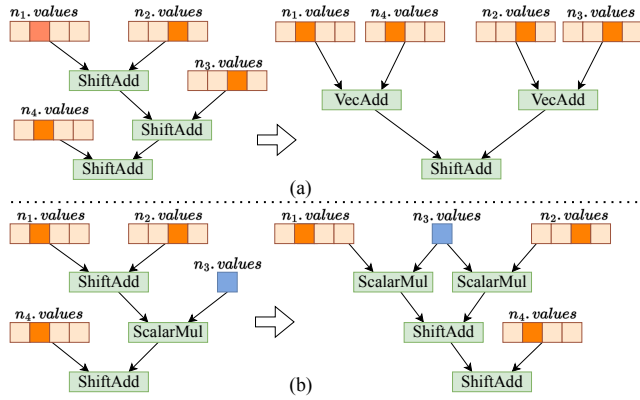 n₁.values n₂.values n₁.values n₄.values n₂.values n₃.values
ShiftAdd n₃.values
VecAdd VecAdd
n₄.values ShiftAdd
ShiftAdd ShiftAdd
(a)
n₁.values n₂.values n₁.values n₃.values n₂.values
n₃.values
ShiftAdd ScalarMul ScalarMul
n₄.values ScalarMul ShiftAdd n₄.values
ShiftAdd ShiftAdd
(b)